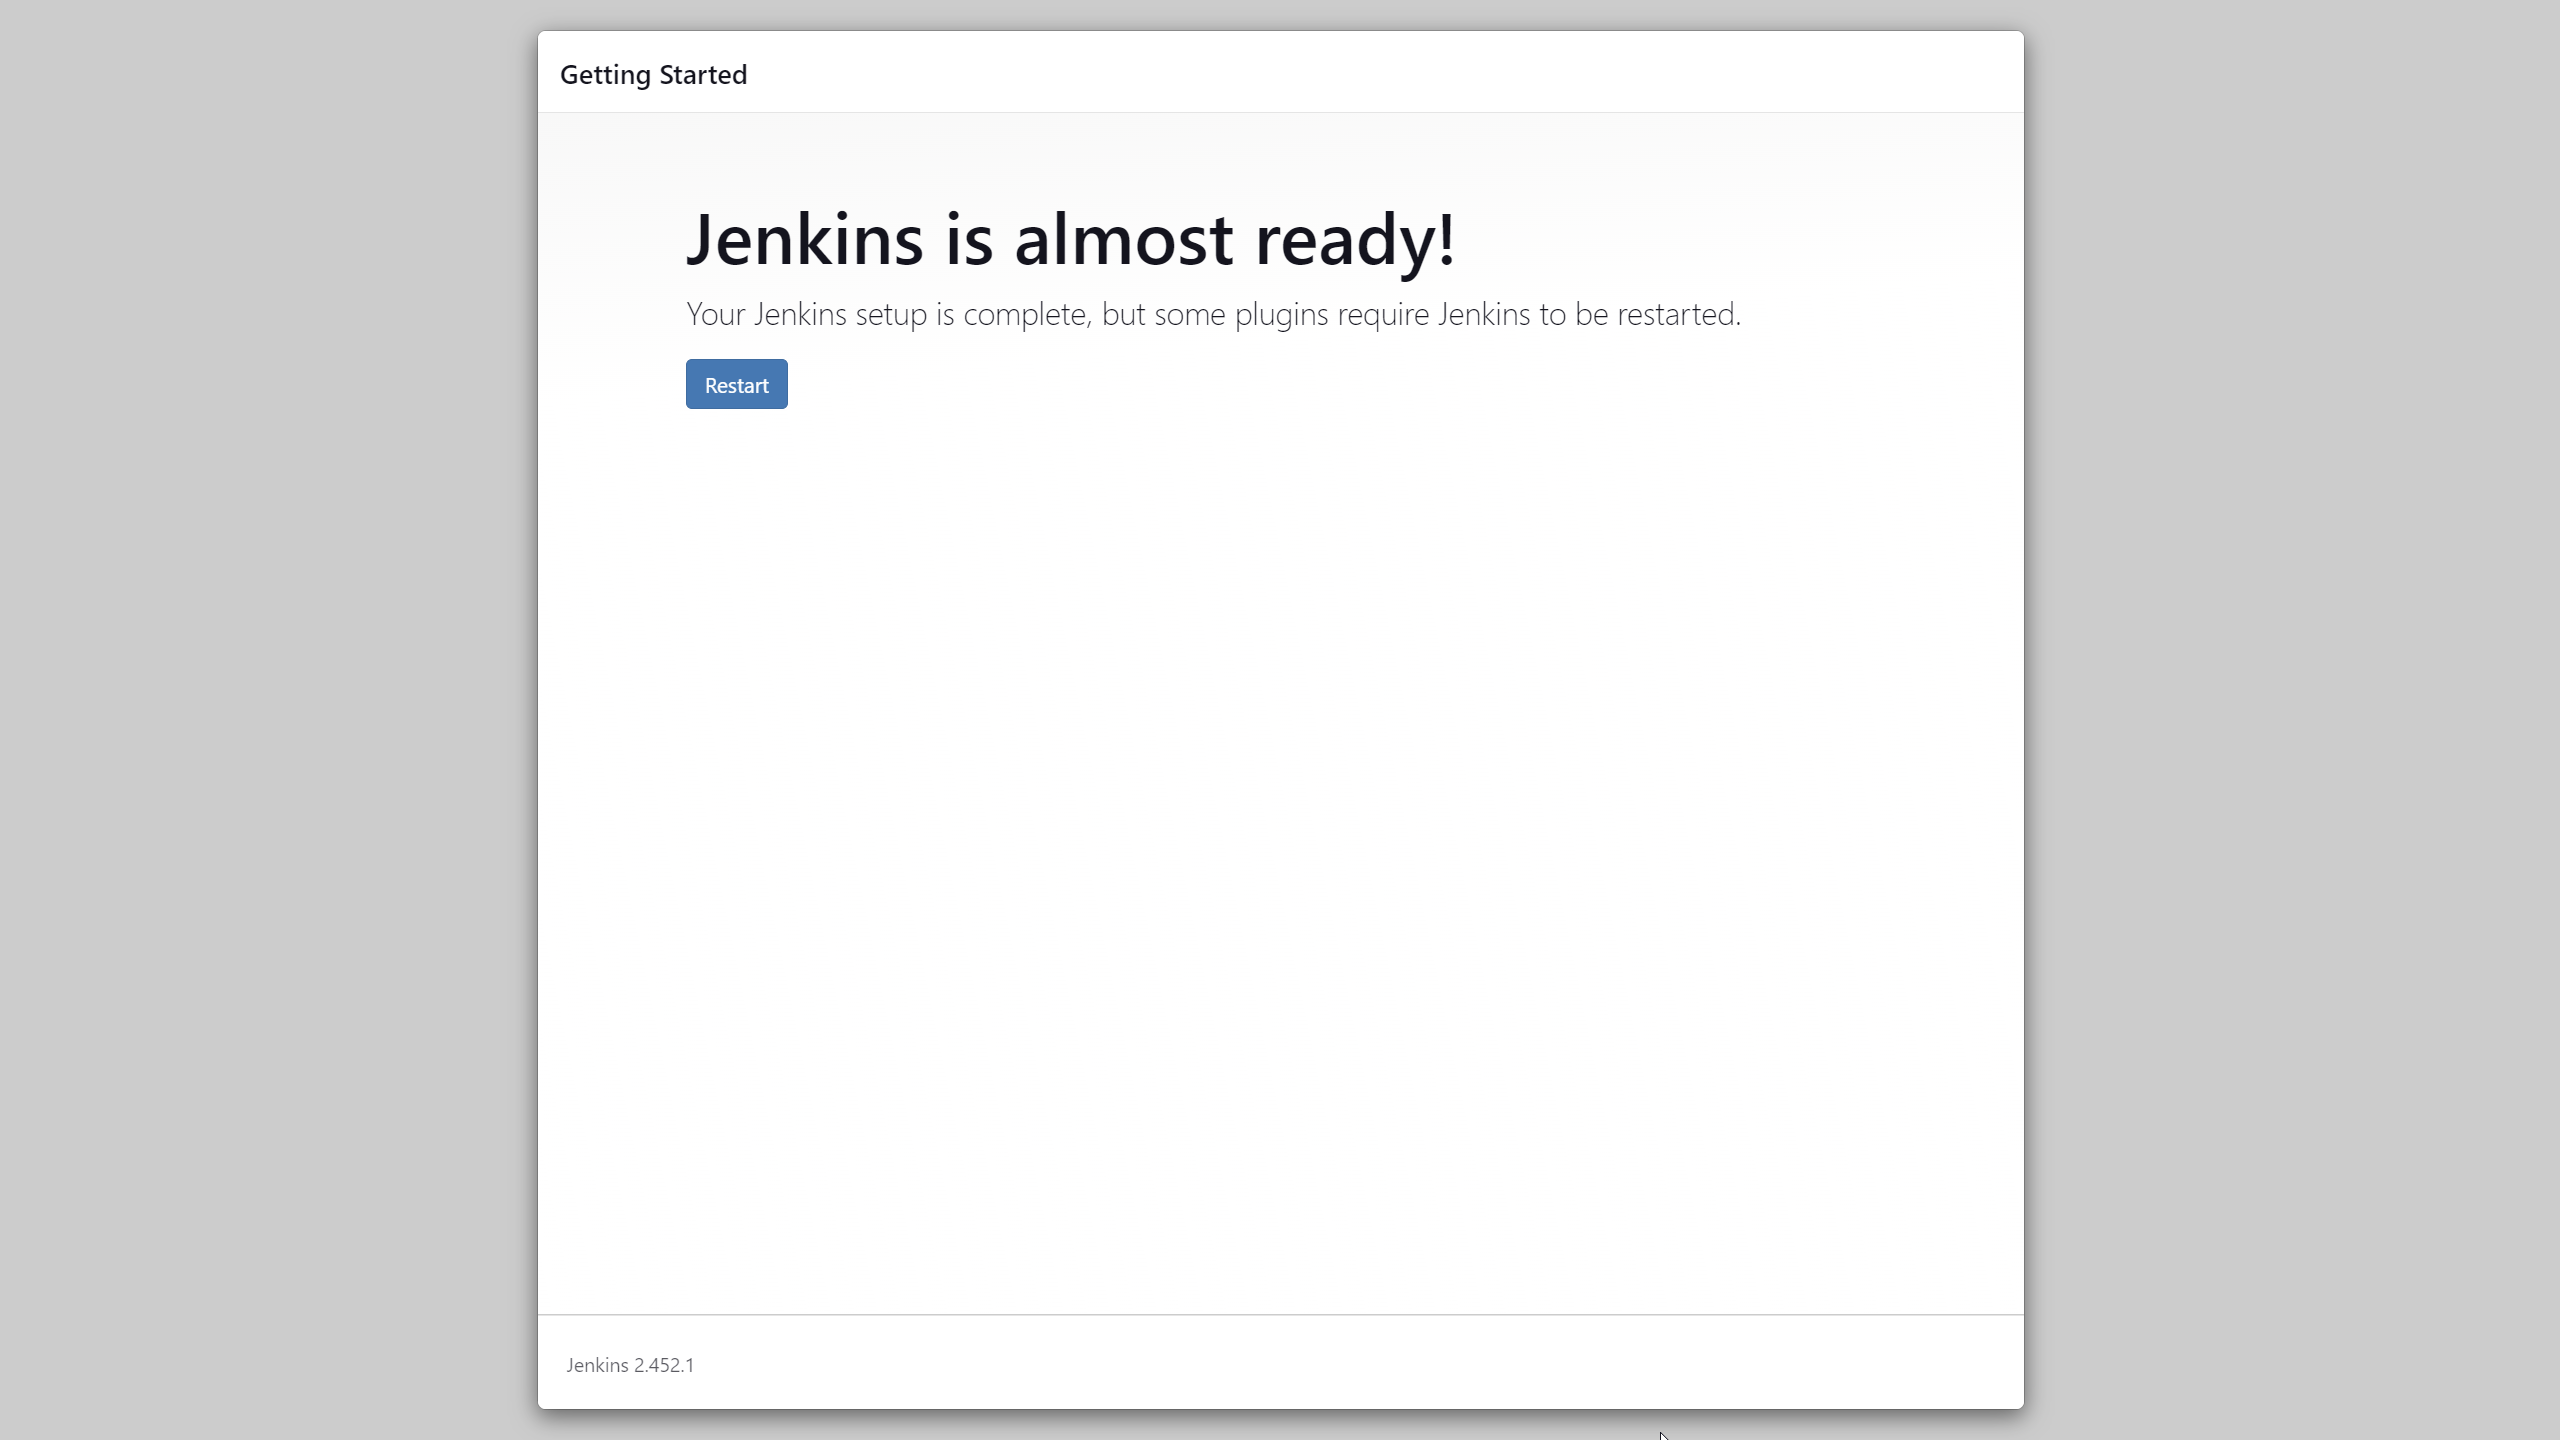 Getting Started
Jenkins is almost ready!
Your Jenkins setup is complete, but some plugins require Jenkins to be restarted.
Restart
Jenkins 2.452.1